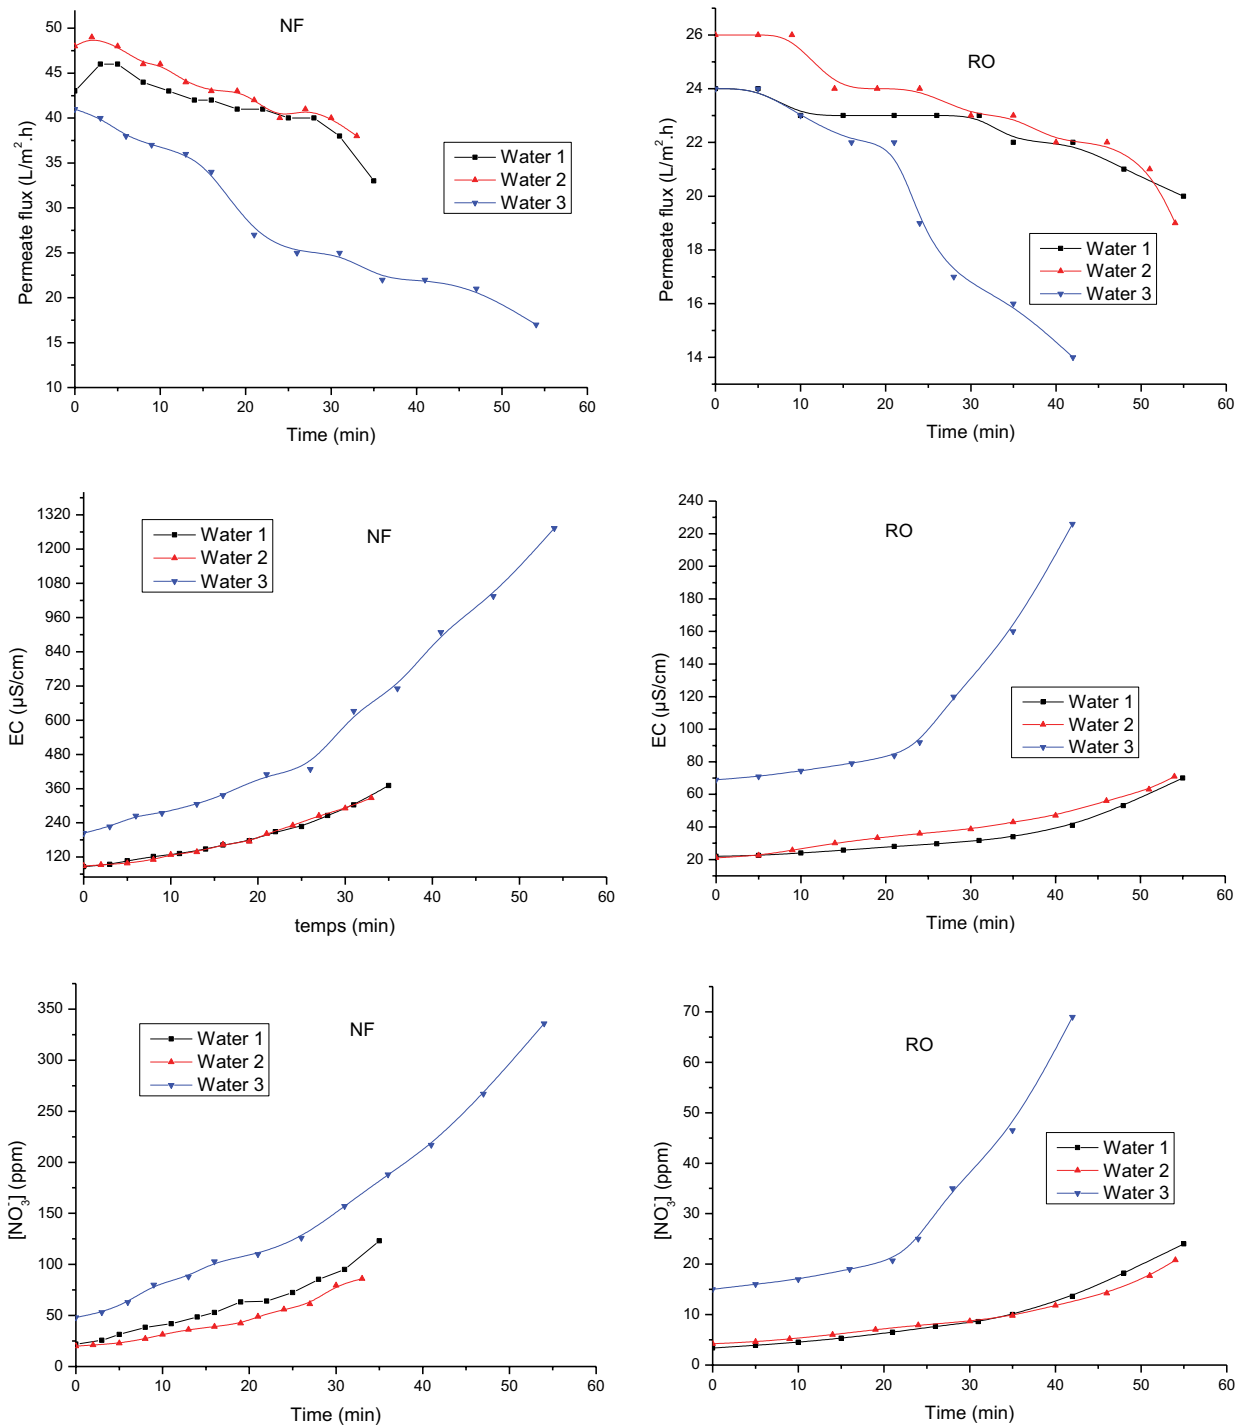 NF
Permeate flux (L/m².h)
50
45
40
35
30
25
20
15
10
0 10 20 30 40 50 60
Time (min)
Water 1
Water 2
Water 3
RO
Permeate flux (L/m².h)
26
24
22
20
18
16
14
0 10 20 30 40 50 60
Time (min)
Water 1
Water 2
Water 3
NF
EC (µS/cm)
1320
1200
1080
960
840
720
600
480
360
240
120
0 10 20 30 40 50 60
temps (min)
Water 1
Water 2
Water 3
RO
EC (µS/cm)
240
220
200
180
160
140
120
100
80
60
40
20
0 10 20 30 40 50 60
Time (min)
Water 1
Water 2
Water 3
NF
[NO₃⁻] (ppm)
350
300
250
200
150
100
50
0
0 10 20 30 40 50 60
Time (min)
Water 1
Water 2
Water 3
RO
[NO₃⁻] (ppm)
70
60
50
40
30
20
10
0
0 10 20 30 40 50 60
Time (min)
Water 1
Water 2
Water 3